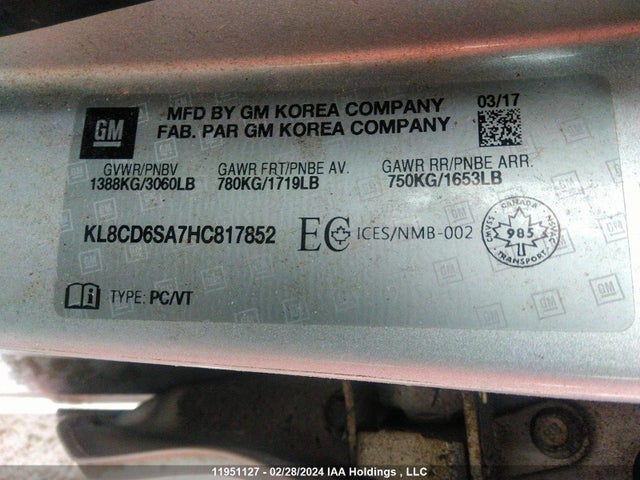 GM
MFD BY GM KOREA COMPANY
FAB. PAR GM KOREA COMPANY
03/17
GVWR/PNBV
1388KG/3060LB
GAWR FRT/PNBE AV.
780KG/1719LB
GAWR RR/PNBE ARR.
750KG/1653LB
KL8CD6SA7HC817852
EC ICES/NMB-002
CANADA
985
TYPE: PC/VT
11951127 - 02/28/2024 IAA Holdings , LLC